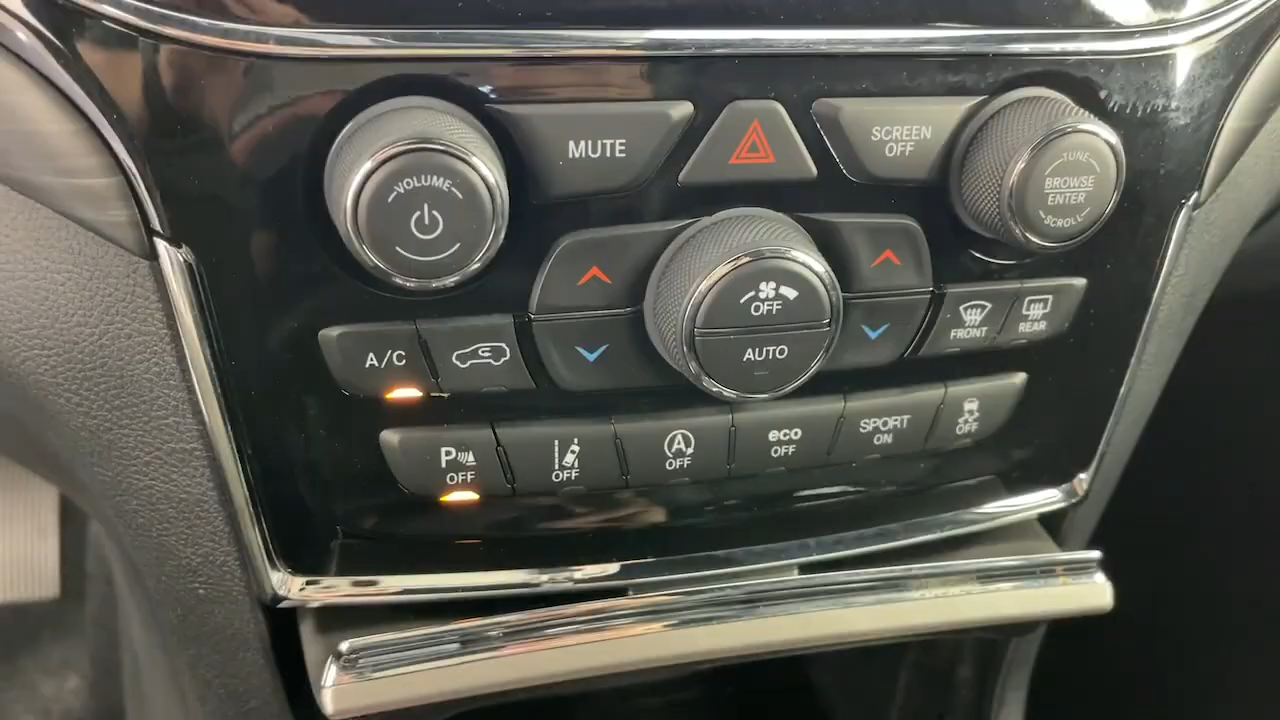 MUTE
SCREEN
OFF
VOLUME
TUNE
BROWSE
ENTER
SCROLL
OFF
AUTO
FRONT
REAR
A/C
P
OFF
OFF
A
OFF
eco
OFF
SPORT
ON
OFF